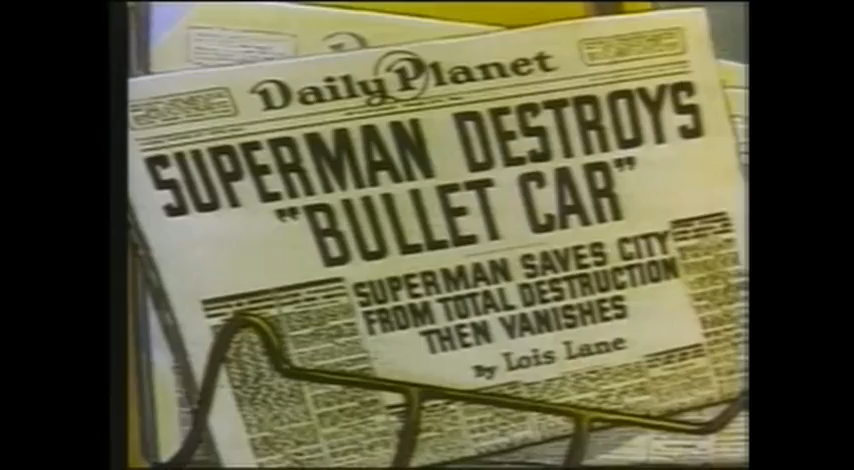 Daily Planet
SUPERMAN DESTROYS
"BULLET CAR"
SUPERMAN SAVES CITY
FROM TOTAL DESTRUCTION
THEN VANISHES
By Lois Lane